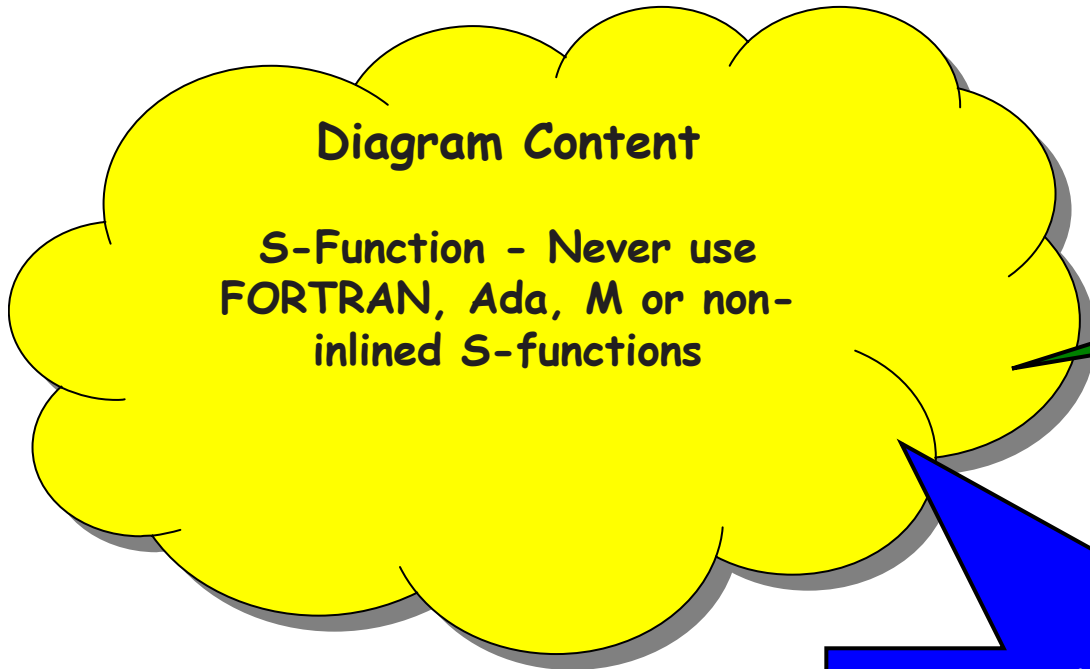 Diagram Content
S-Function - Never use
FORTRAN, Ada, M or non-
inlined S-functions